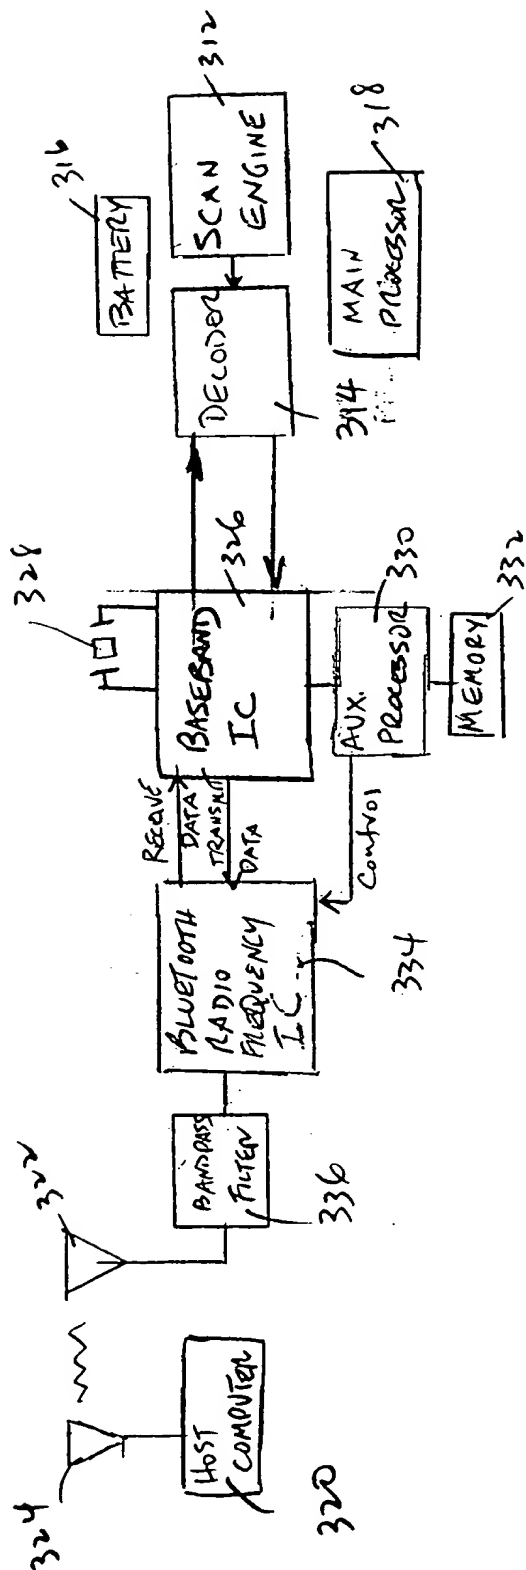 324
322
328
316
312
HOST
COMPUTER
320
BANDPASS
FILTER
336
BLUETOOTH
RADIO
FREQUENCY
IC
334
RECEIVE
DATA
TRANSMIT
DATA
Control
BASEBAND
IC
326
AUX.
PROCESSOR
330
MEMORY
332
DECODER
314
BATTERY
SCAN
ENGINE
MAIN
PROCESSOR
318